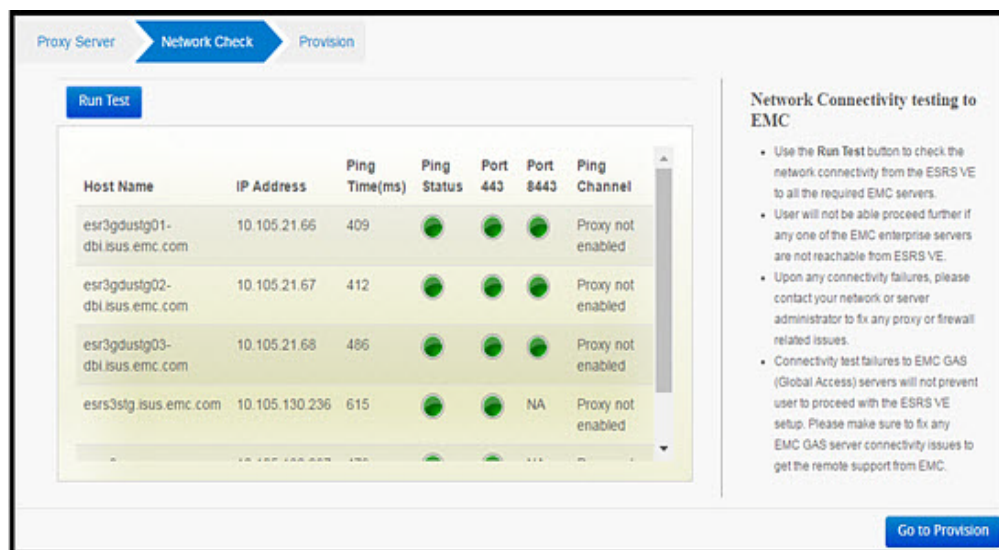 Proxy Server Network Check Provision
Run Test
Host Name IP Address Ping Time(ms) Ping Status Port 443 Port 8443 Ping Channel
esr3gdustg01-
dbi.isus.emc.com 10.105.21.66 409 Proxy not
enabled
esr3gdustg02-
dbi.isus.emc.com 10.105.21.67 412 Proxy not
enabled
esr3gdustg03-
dbi.isus.emc.com 10.105.21.68 486 Proxy not
enabled
esrs3stg.isus.emc.com 10.105.130.236 615 NA Proxy not
enabled
Network Connectivity testing to
EMC
Use the Run Test button to check the
network connectivity from the ESRS VE
to all the required EMC servers.
User will not be able proceed further if
any one of the EMC enterprise servers
are not reachable from ESRS VE.
Upon any connectivity failures, please
contact your network or server
administrator to fix any proxy or firewall
related issues.
Connectivity test failures to EMC GAS
(Global Access) servers will not prevent
user to proceed with the ESRS VE
setup. Please make sure to fix any
EMC GAS server connectivity issues to
get the remote support from EMC.
Go to Provision